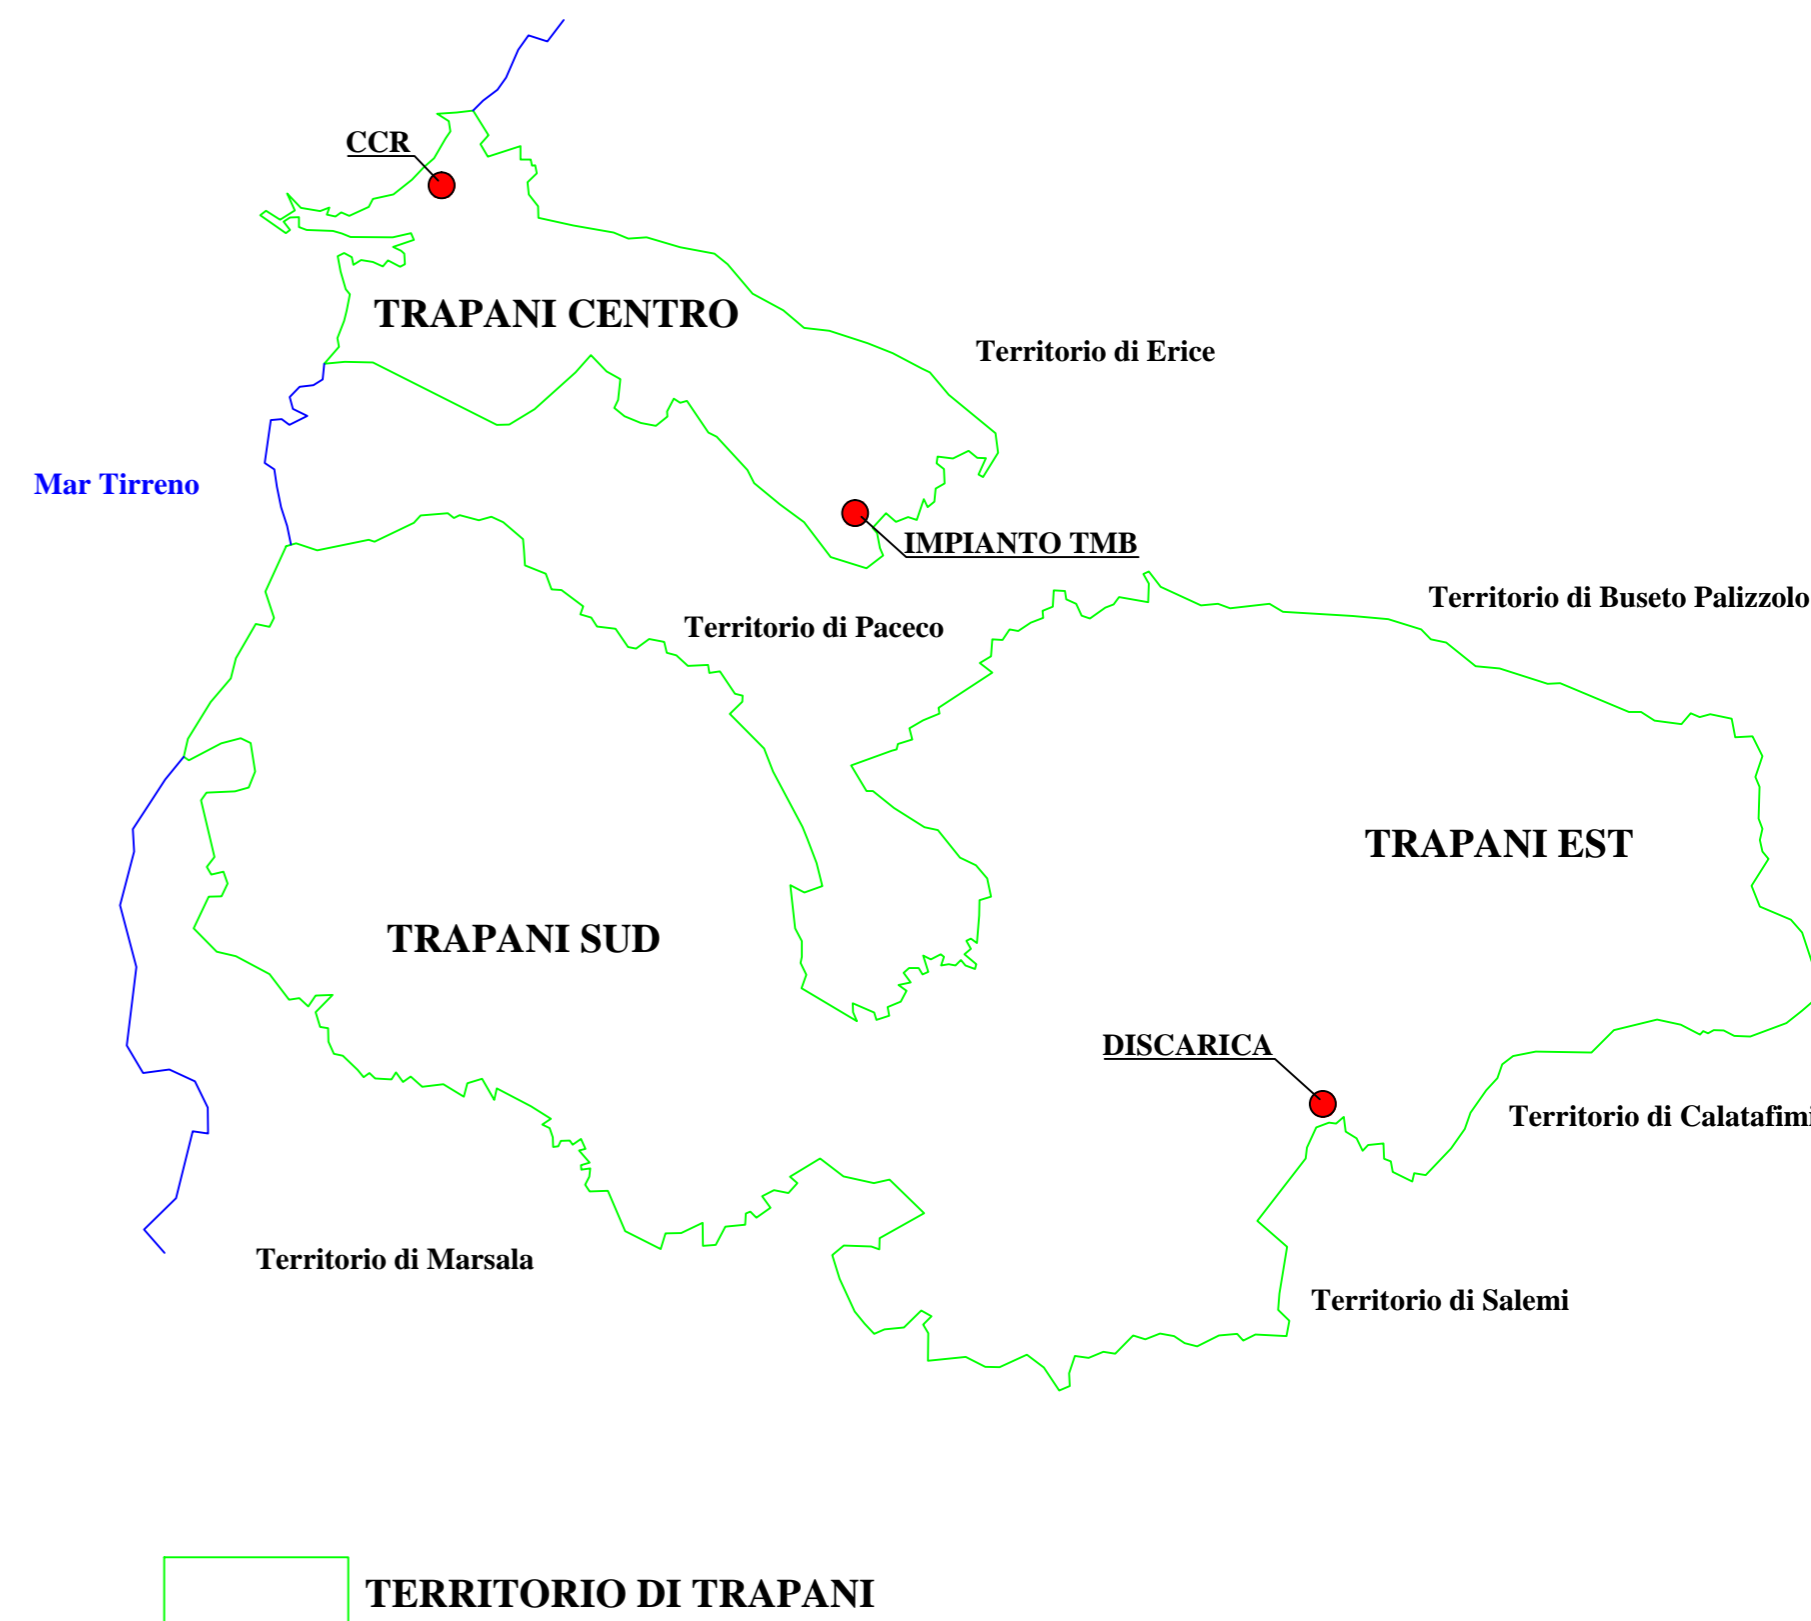 CCR
TRAPANI CENTRO
Territorio di Erice
Mar Tirreno
IMPIANTO TMB
Territorio di Buseto Palizzolo
Territorio di Paceco
TRAPANI EST
TRAPANI SUD
DISCARICA
Territorio di Calatafimi
Territorio di Marsala
Territorio di Salemi
TERRITORIO DI TRAPANI